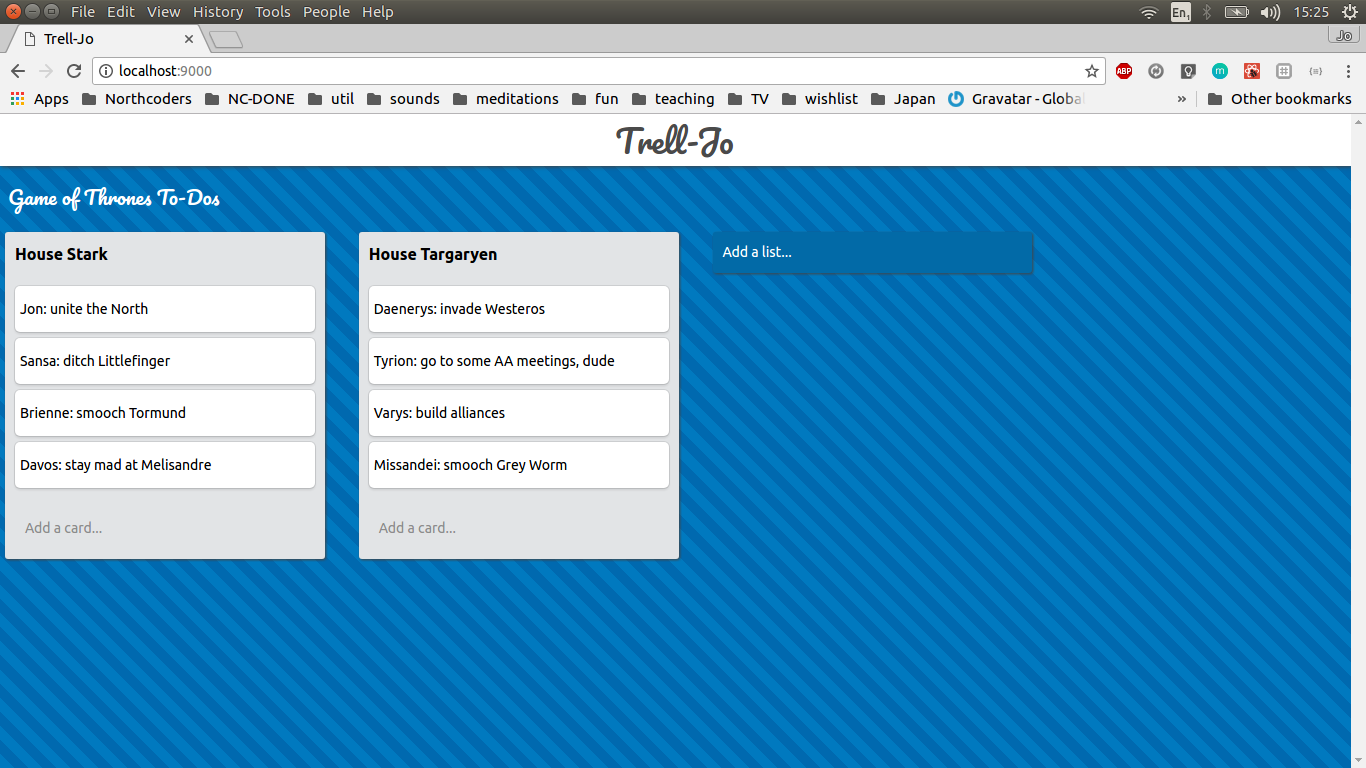 File Edit View History Tools People Help
En1 15:25
Trell-Jo
Jo
localhost:9000
ABP m {≡}
Apps Northcoders NC-DONE util sounds meditations fun teaching TV wishlist Japan Gravatar - Globa » Other bookmarks
Trell-Jo
Game of Thrones To-Dos
House Stark
Jon: unite the North
Sansa: ditch Littlefinger
Brienne: smooch Tormund
Davos: stay mad at Melisandre
Add a card...
House Targaryen
Daenerys: invade Westeros
Tyrion: go to some AA meetings, dude
Varys: build alliances
Missandei: smooch Grey Worm
Add a card...
Add a list...